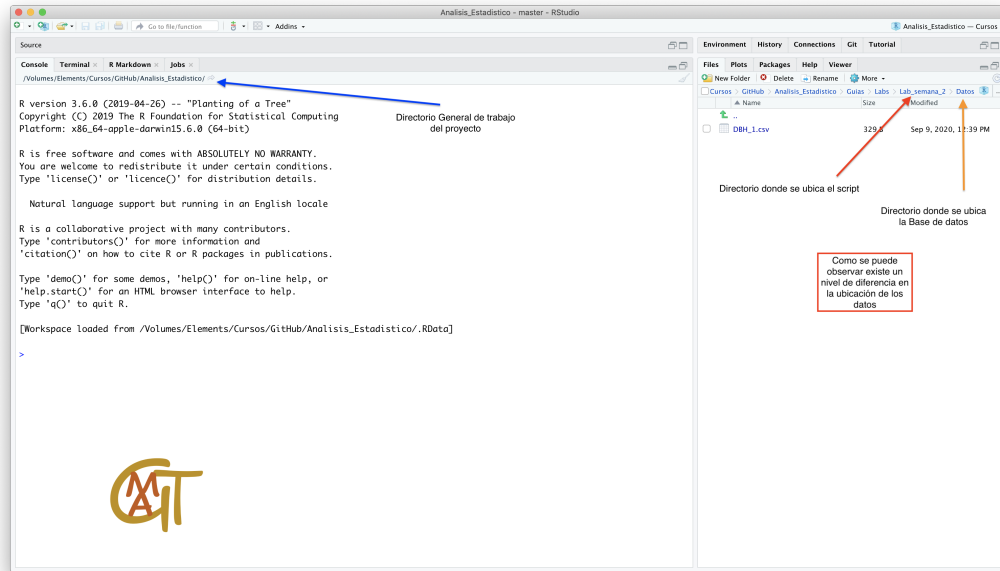 Analisis_Estadistico - master - RStudio
Go to file/function
Addins
Analisis_Estadistico — Cursos
Source
Console Terminal × R Markdown × Jobs ×
/Volumes/Elements/Cursos/GitHub/Analisis_Estadistico/
R version 3.6.0 (2019-04-26) -- "Planting of a Tree"
Copyright (C) 2019 The R Foundation for Statistical Computing
Platform: x86_64-apple-darwin15.6.0 (64-bit)
R is free software and comes with ABSOLUTELY NO WARRANTY.
You are welcome to redistribute it under certain conditions.
Type 'license()' or 'licence()' for distribution details.
Natural language support but running in an English locale
R is a collaborative project with many contributors.
Type 'contributors()' for more information and
'citation()' on how to cite R or R packages in publications.
Type 'demo()' for some demos, 'help()' for on-line help, or
'help.start()' for an HTML browser interface to help.
Type 'q()' to quit R.
[Workspace loaded from /Volumes/Elements/Cursos/GitHub/Analisis_Estadistico/.RData]
>
Directorio General de trabajo
del proyecto
Environment History Connections Git Tutorial
Files Plots Packages Help Viewer
New Folder Delete Rename More
Cursos > GitHub > Analisis_Estadistico > Guias > Labs > Lab_semana_2 > Datos
Name Size Modified
..
DBH_1.csv 329 B Sep 9, 2020, 12:39 PM
Directorio donde se ubica el script
Directorio donde se ubica
la Base de datos
Como se puede
observar existe un
nivel de diferencia en
la ubicación de los
datos